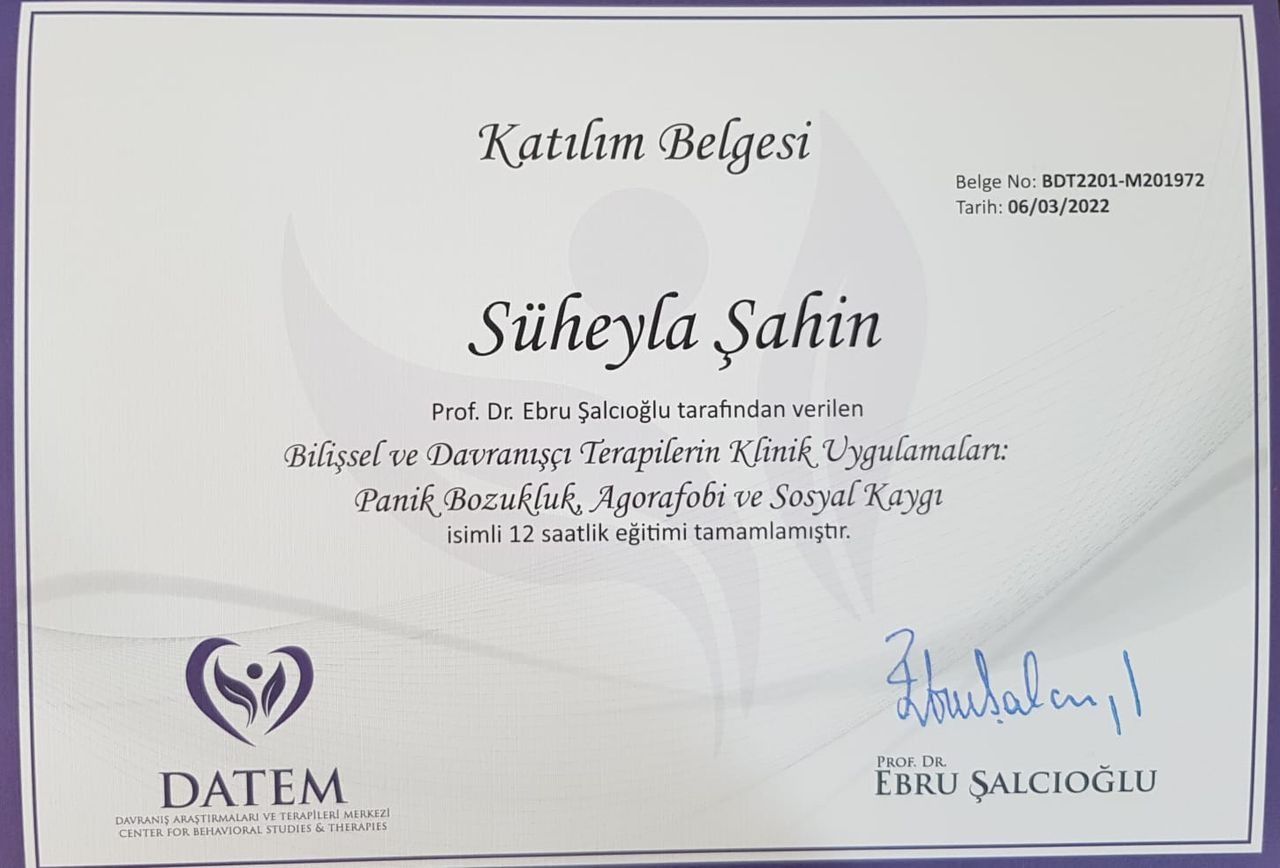 Katılım Belgesi
Belge No: BDT2201-M201972
Tarih: 06/03/2022
Süheyla Şahin
Prof. Dr. Ebru Şalcıoğlu tarafından verilen
Bilişsel ve Davranışçı Terapilerin Klinik Uygulamaları:
Panik Bozukluk, Agorafobi ve Sosyal Kaygı
isimli 12 saatlik eğitimi tamamlamıştır.
DATEM
DAVRANIŞ ARAŞTIRMALARI VE TERAPİLERİ MERKEZİ
CENTER FOR BEHAVIORAL STUDIES & THERAPIES
PROF. DR.
EBRU ŞALCIOĞLU